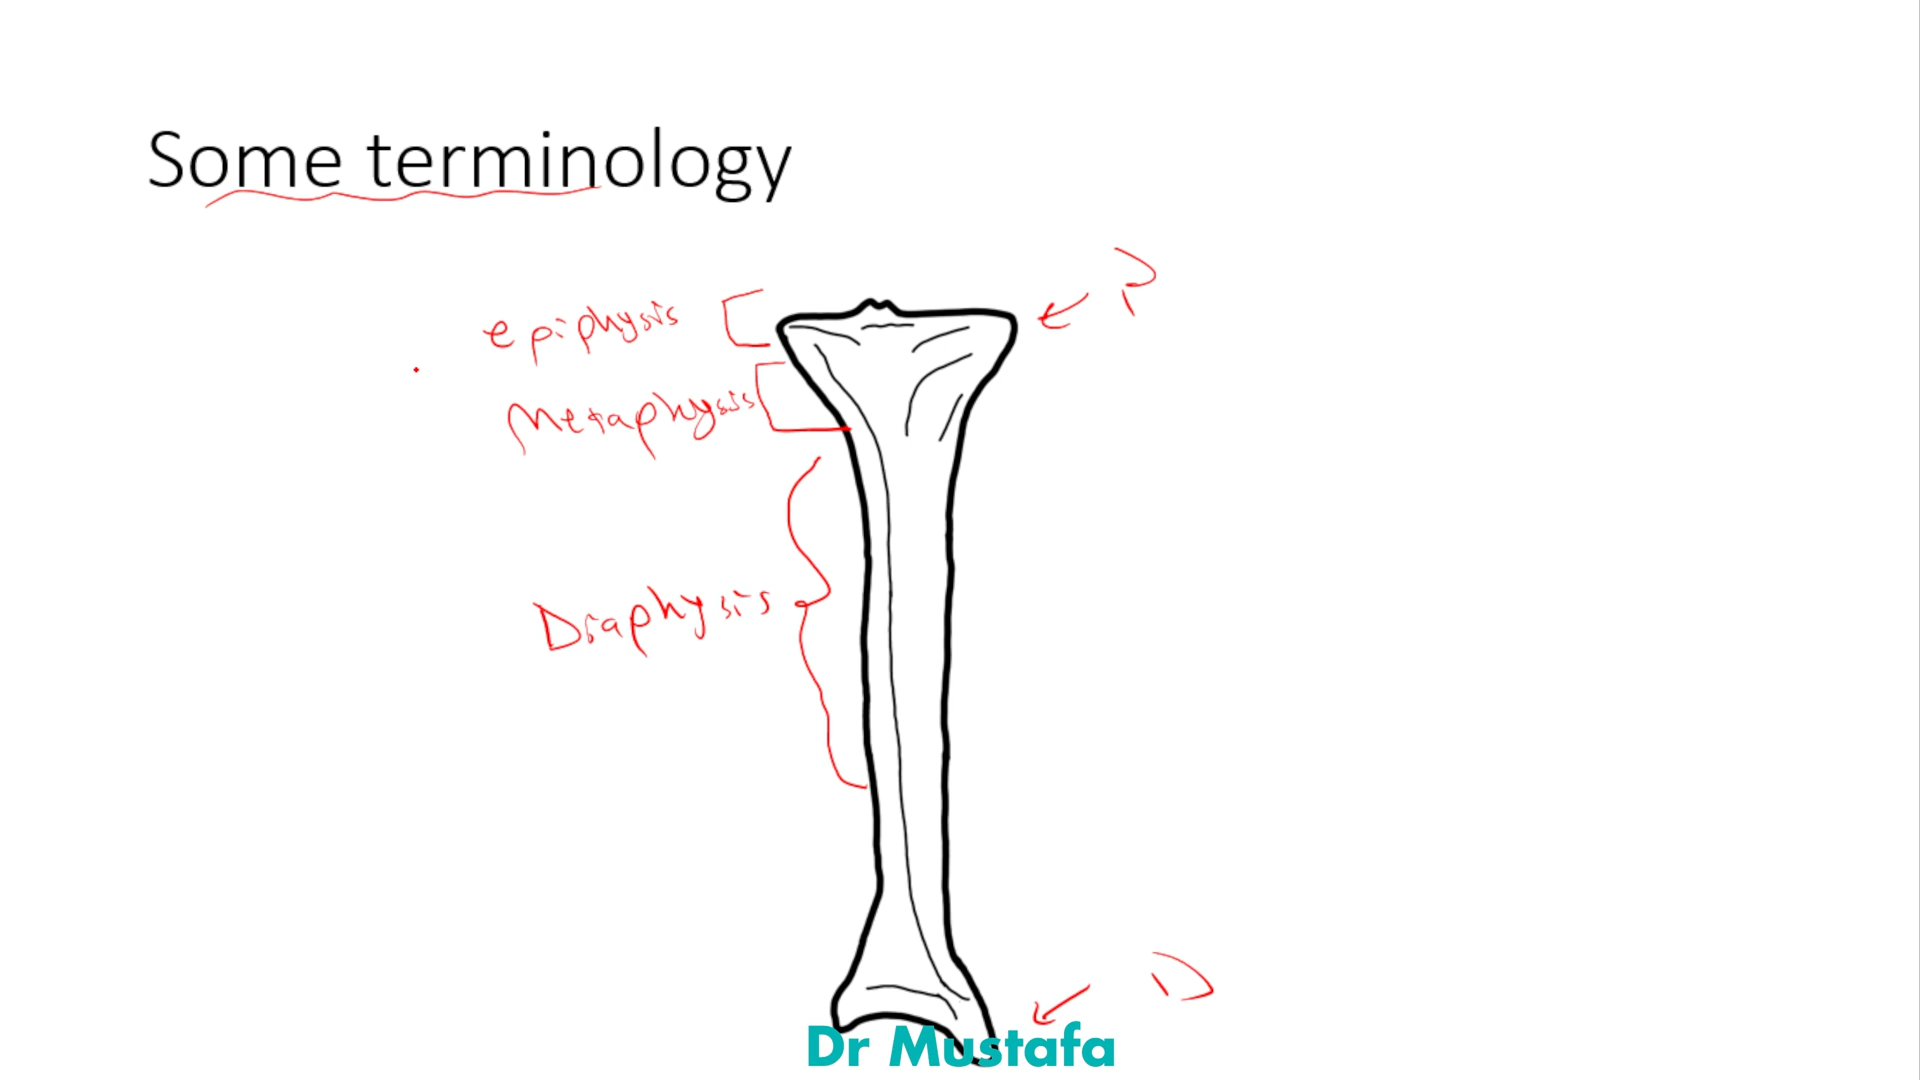 Some terminology
P
epiphysis
Metaphysis
Diaphysis
D
Dr Mustafa